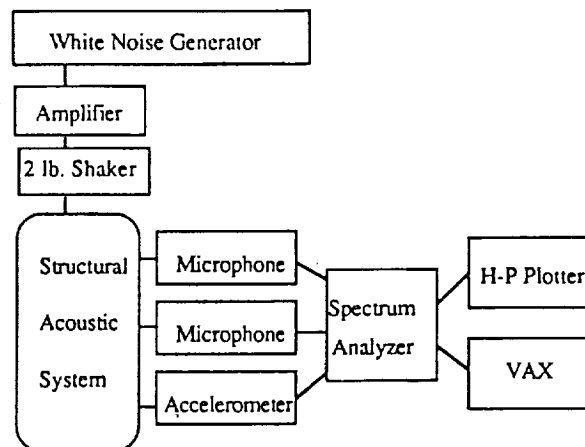 White Noise Generator
Amplifier
2 lb. Shaker
Structural
Acoustic
System
Microphone
Microphone
Accelerometer
Spectrum
Analyzer
H-P Plotter
VAX